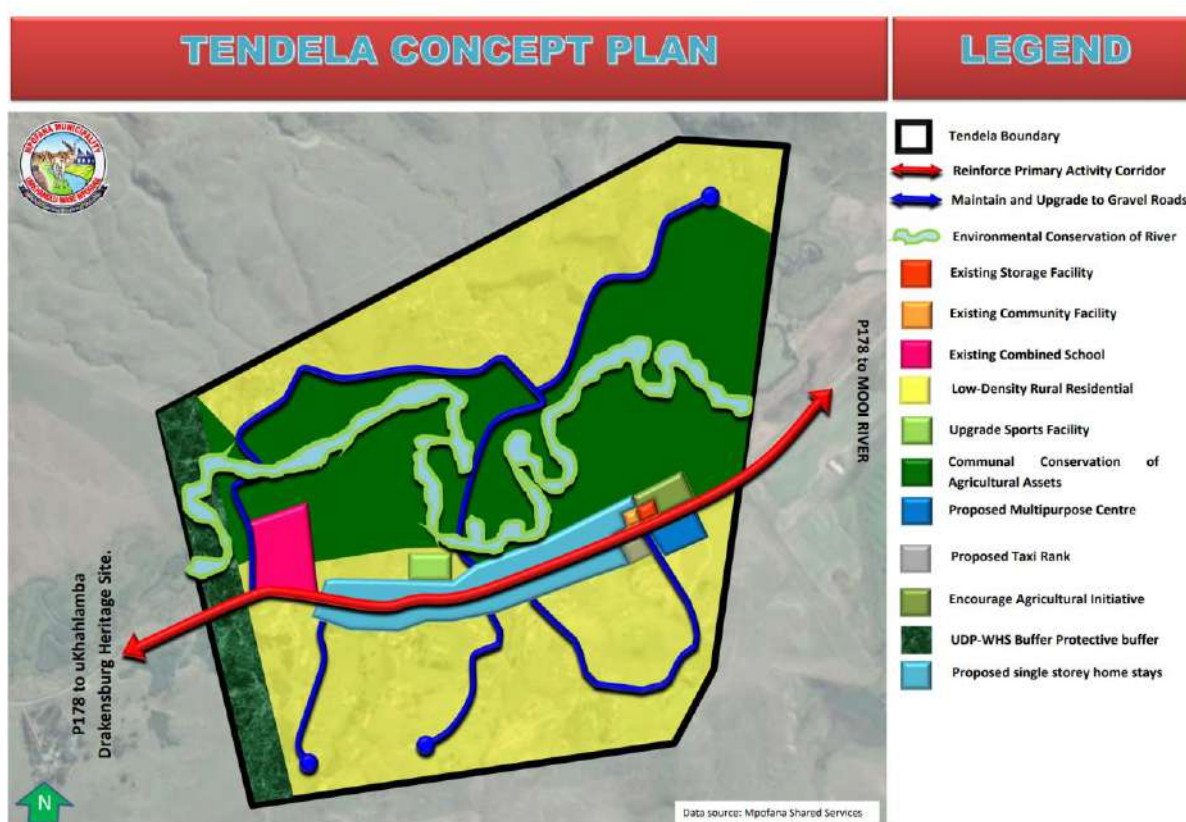 TENDELA CONCEPT PLAN
LEGEND
MPOFANA MUNICIPALITY
P178 to MOOI RIVER
P178 to uKhahlamba
Drakensburg Heritage Site.
N
Data source: Mpofana Shared Services
Tendela Boundary
Reinforce Primary Activity Corridor
Maintain and Upgrade to Gravel Roads
Environmental Conservation of River
Existing Storage Facility
Existing Community Facility
Existing Combined School
Low-Density Rural Residential
Upgrade Sports Facility
Communal Conservation of
Agricultural Assets
Proposed Multipurpose Centre
Proposed Taxi Rank
Encourage Agricultural Initiative
UDP-WHS Buffer Protective buffer
Proposed single storey home stays